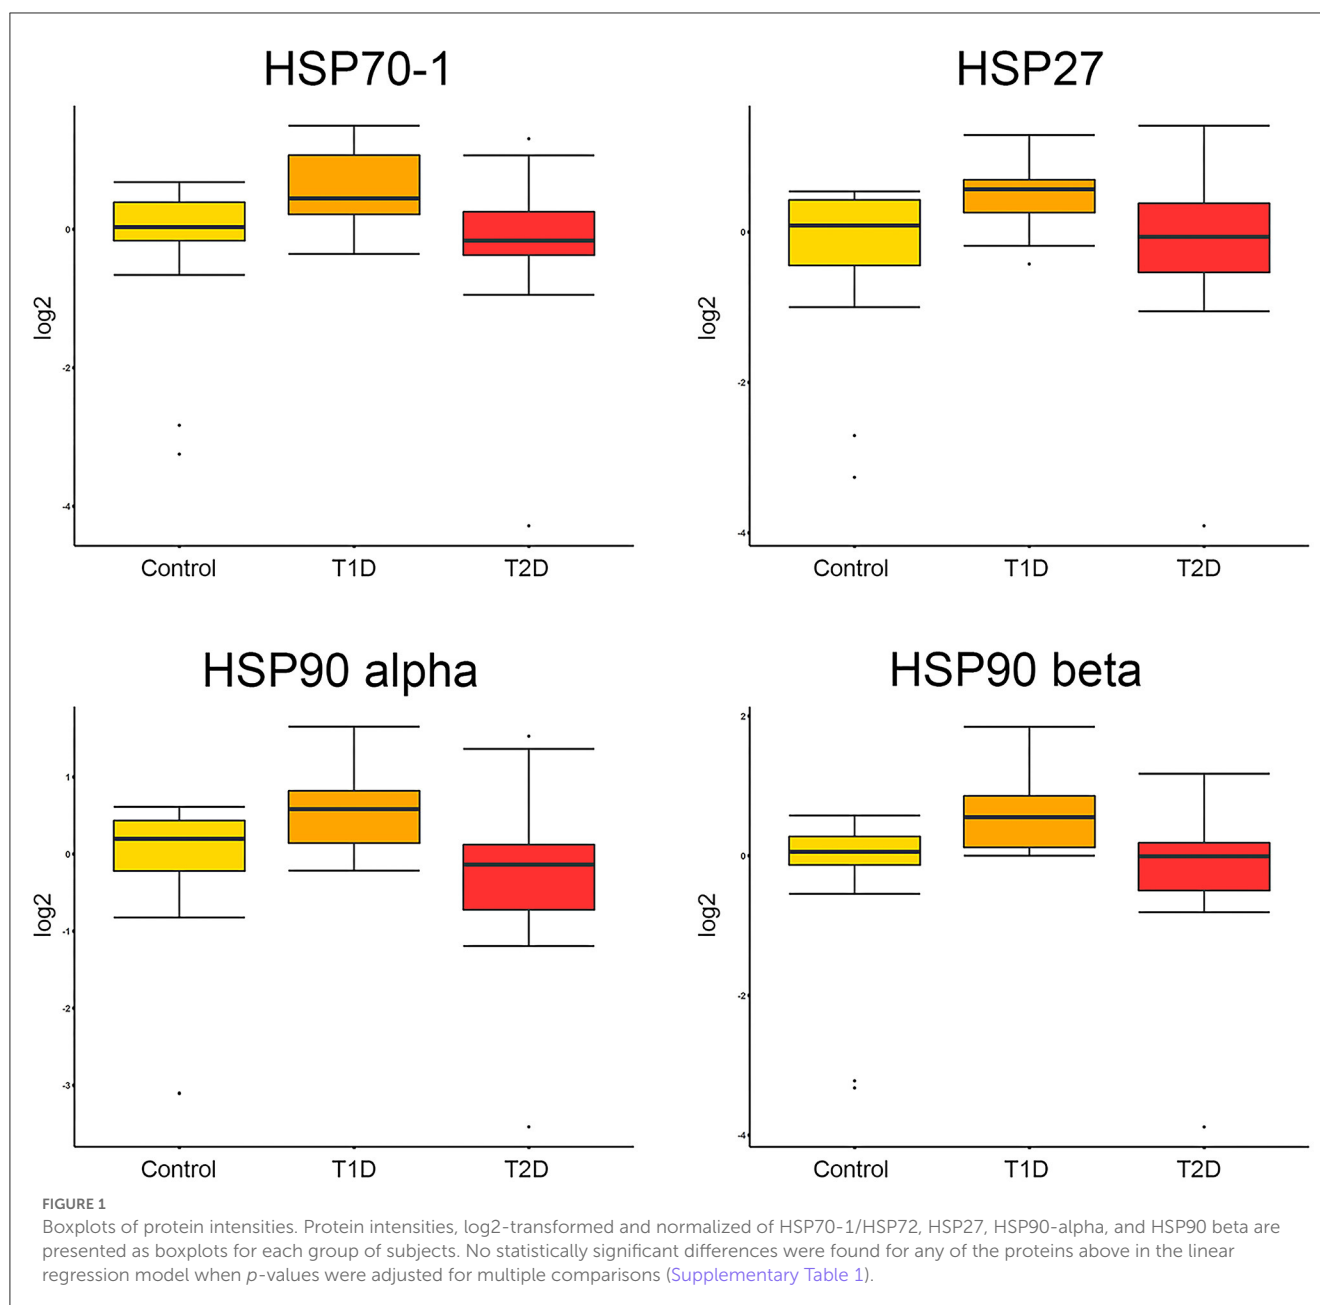 HSP70-1
HSP27
0
-2
-4
log2
Control
T1D
T2D
0
-2
-4
log2
Control
T1D
T2D
HSP90 alpha
HSP90 beta
1
0
-1
-2
-3
log2
Control
T1D
T2D
2
0
-2
-4
log2
Control
T1D
T2D
FIGURE 1
Boxplots of protein intensities. Protein intensities, log2-transformed and normalized of HSP70-1/HSP72, HSP27, HSP90-alpha, and HSP90 beta are
presented as boxplots for each group of subjects. No statistically significant differences were found for any of the proteins above in the linear
regression model when p-values were adjusted for multiple comparisons (Supplementary Table 1).